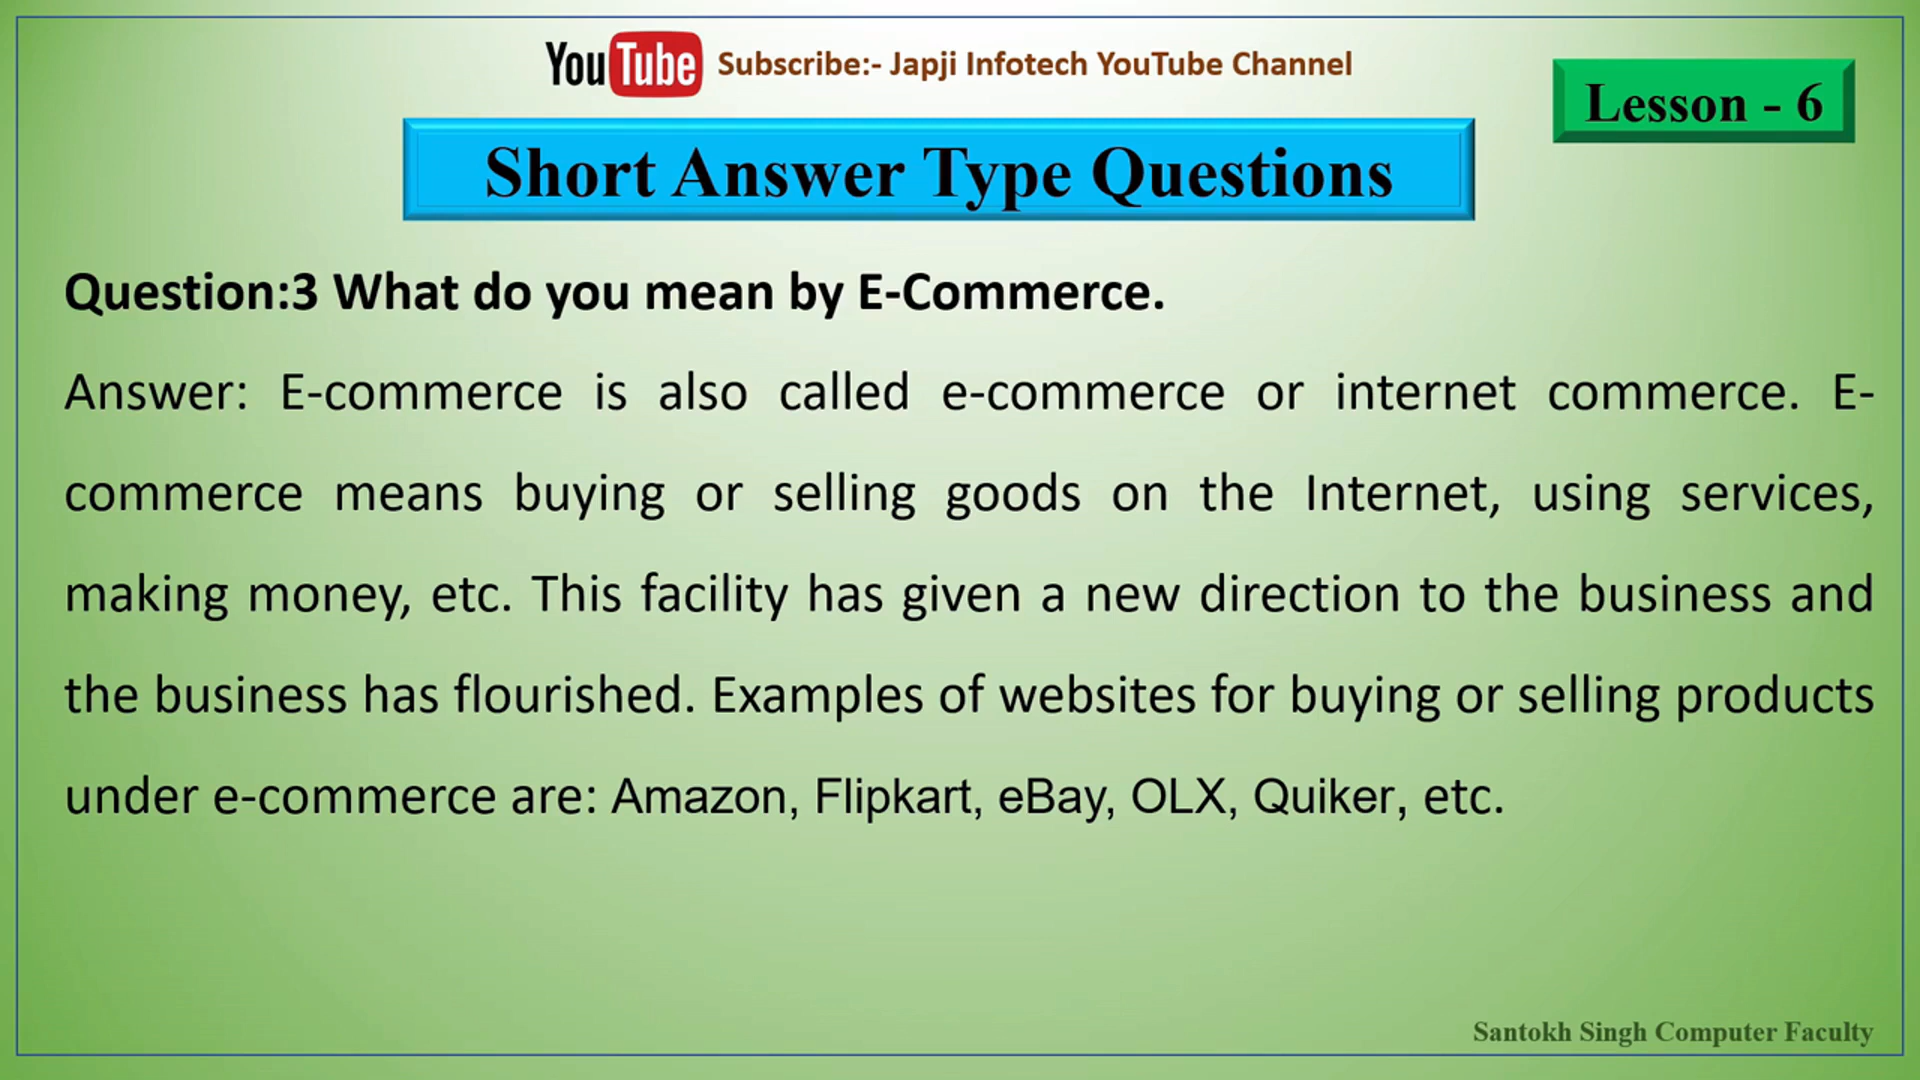 YouTube Subscribe:- Japji Infotech YouTube Channel
Lesson - 6
Short Answer Type Questions
Question:3 What do you mean by E-Commerce.
Answer: E-commerce is also called e-commerce or internet commerce. E-
commerce means buying or selling goods on the Internet, using services,
making money, etc. This facility has given a new direction to the business and
the business has flourished. Examples of websites for buying or selling products
under e-commerce are: Amazon, Flipkart, eBay, OLX, Quiker, etc.
Santokh Singh Computer Faculty